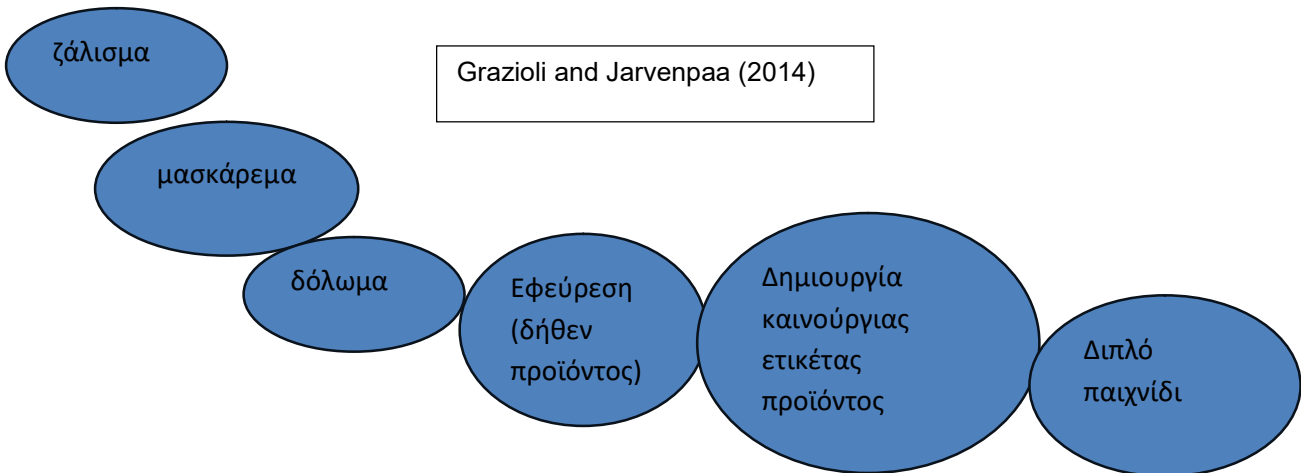 ζάλισμα
Grazioli and Jarvenpaa (2014)
μασκάρεμα
δόλωμα
Εφεύρεση
(δήθεν
προϊόντος)
Δημιουργία
καινούργιας
ετικέτας
προϊόντος
Διπλό
παιχνίδι